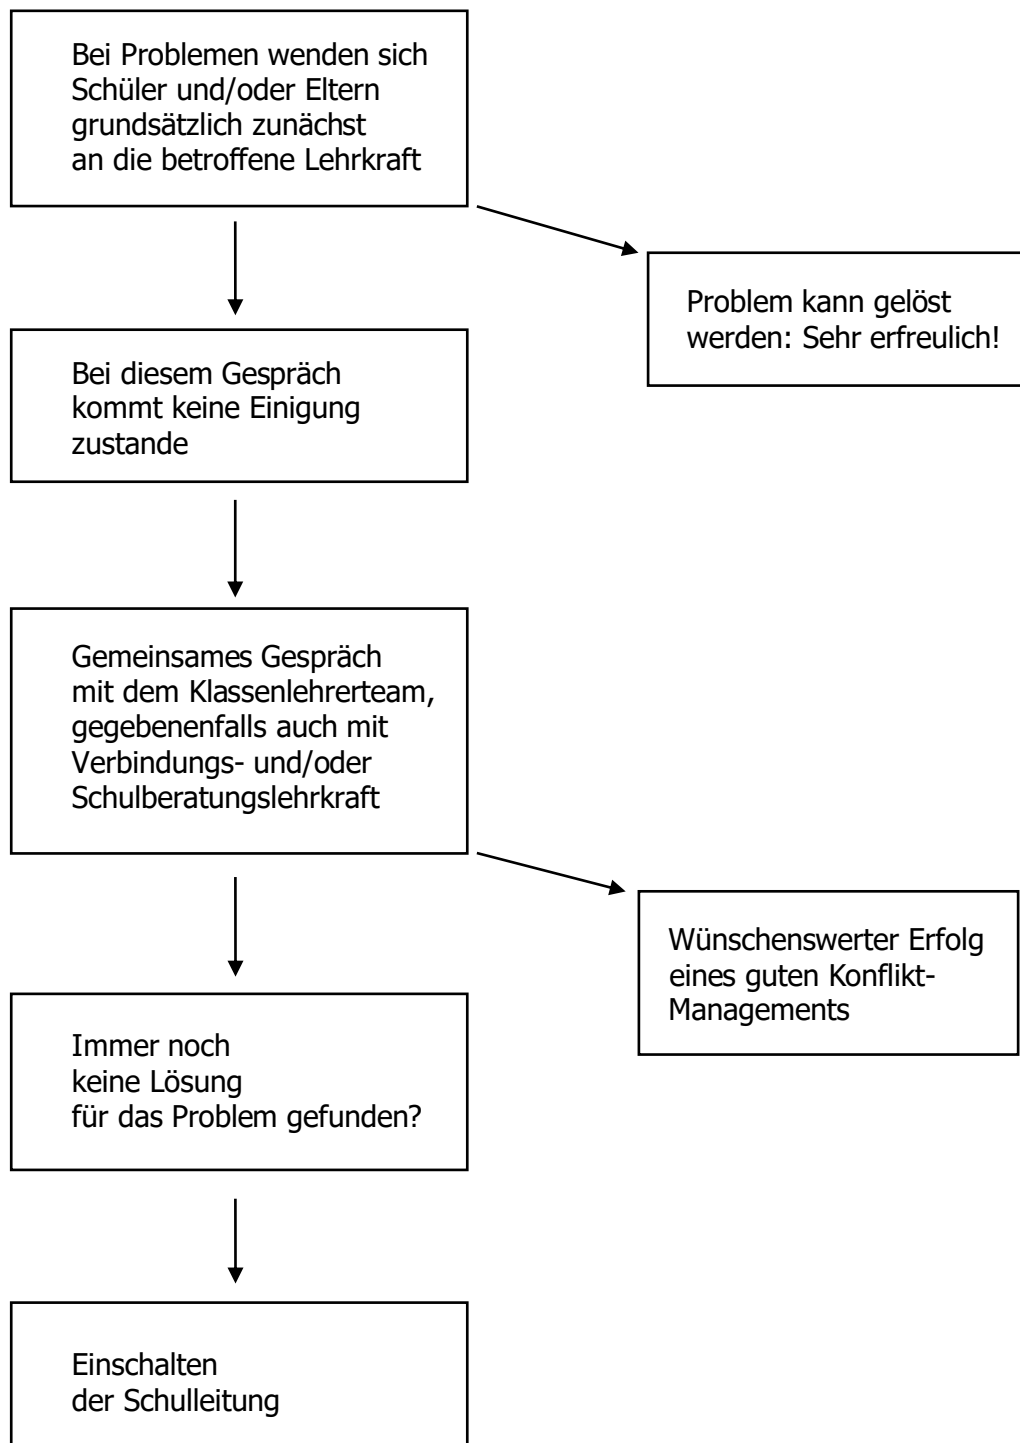 Bei Problemen wenden sich
Schüler und/oder Eltern
grundsätzlich zunächst
an die betroffene Lehrkraft
Problem kann gelöst
werden: Sehr erfreulich!
Bei diesem Gespräch
kommt keine Einigung
zustande
Gemeinsames Gespräch
mit dem Klassenlehrerteam,
gegebenenfalls auch mit
Verbindungs- und/oder
Schulberatungslehrkraft
Wünschenswerter Erfolg
eines guten Konflikt-
Managements
Immer noch
keine Lösung
für das Problem gefunden?
Einschalten
der Schulleitung